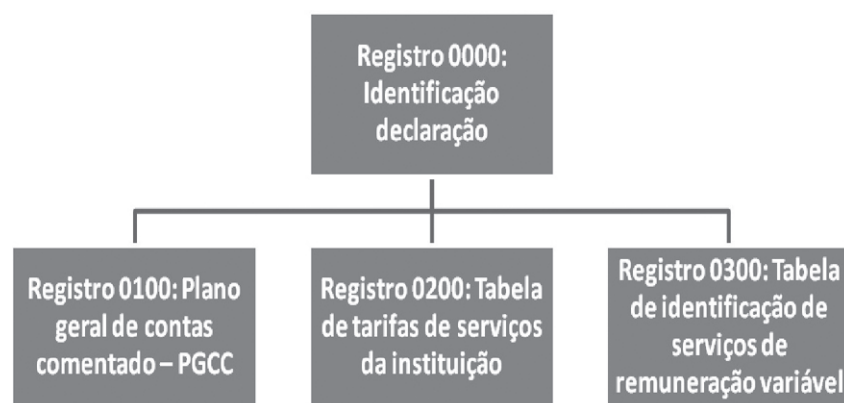 Registro 0000:
Identificação
declaração
Registro 0100: Plano
geral de contas
comentado – PGCC
Registro 0200: Tabela
de tarifas de serviços
da instituição
Registro 0300: Tabela
de identificação de
serviços de
remuneração variável